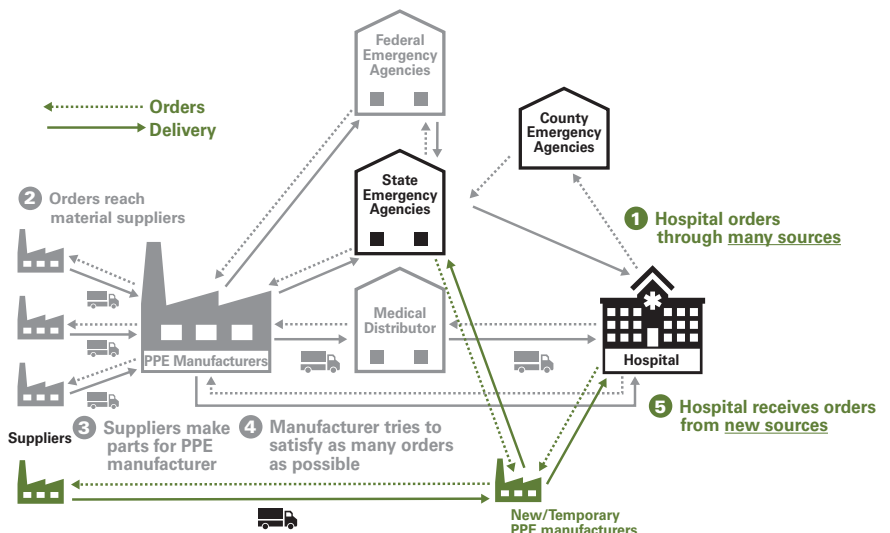 Federal
Emergency
Agencies
Orders
Delivery
County
Emergency
Agencies
State
Emergency
Agencies
2 Orders reach
material suppliers
1 Hospital orders
through many sources
Medical
Distributor
PPE Manufacturers
Hospital
5 Hospital receives orders
from new sources
Suppliers
3 Suppliers make
parts for PPE
manufacturer
4 Manufacturer tries to
satisfy as many orders
as possible
New/Temporary
PPE manufacturers